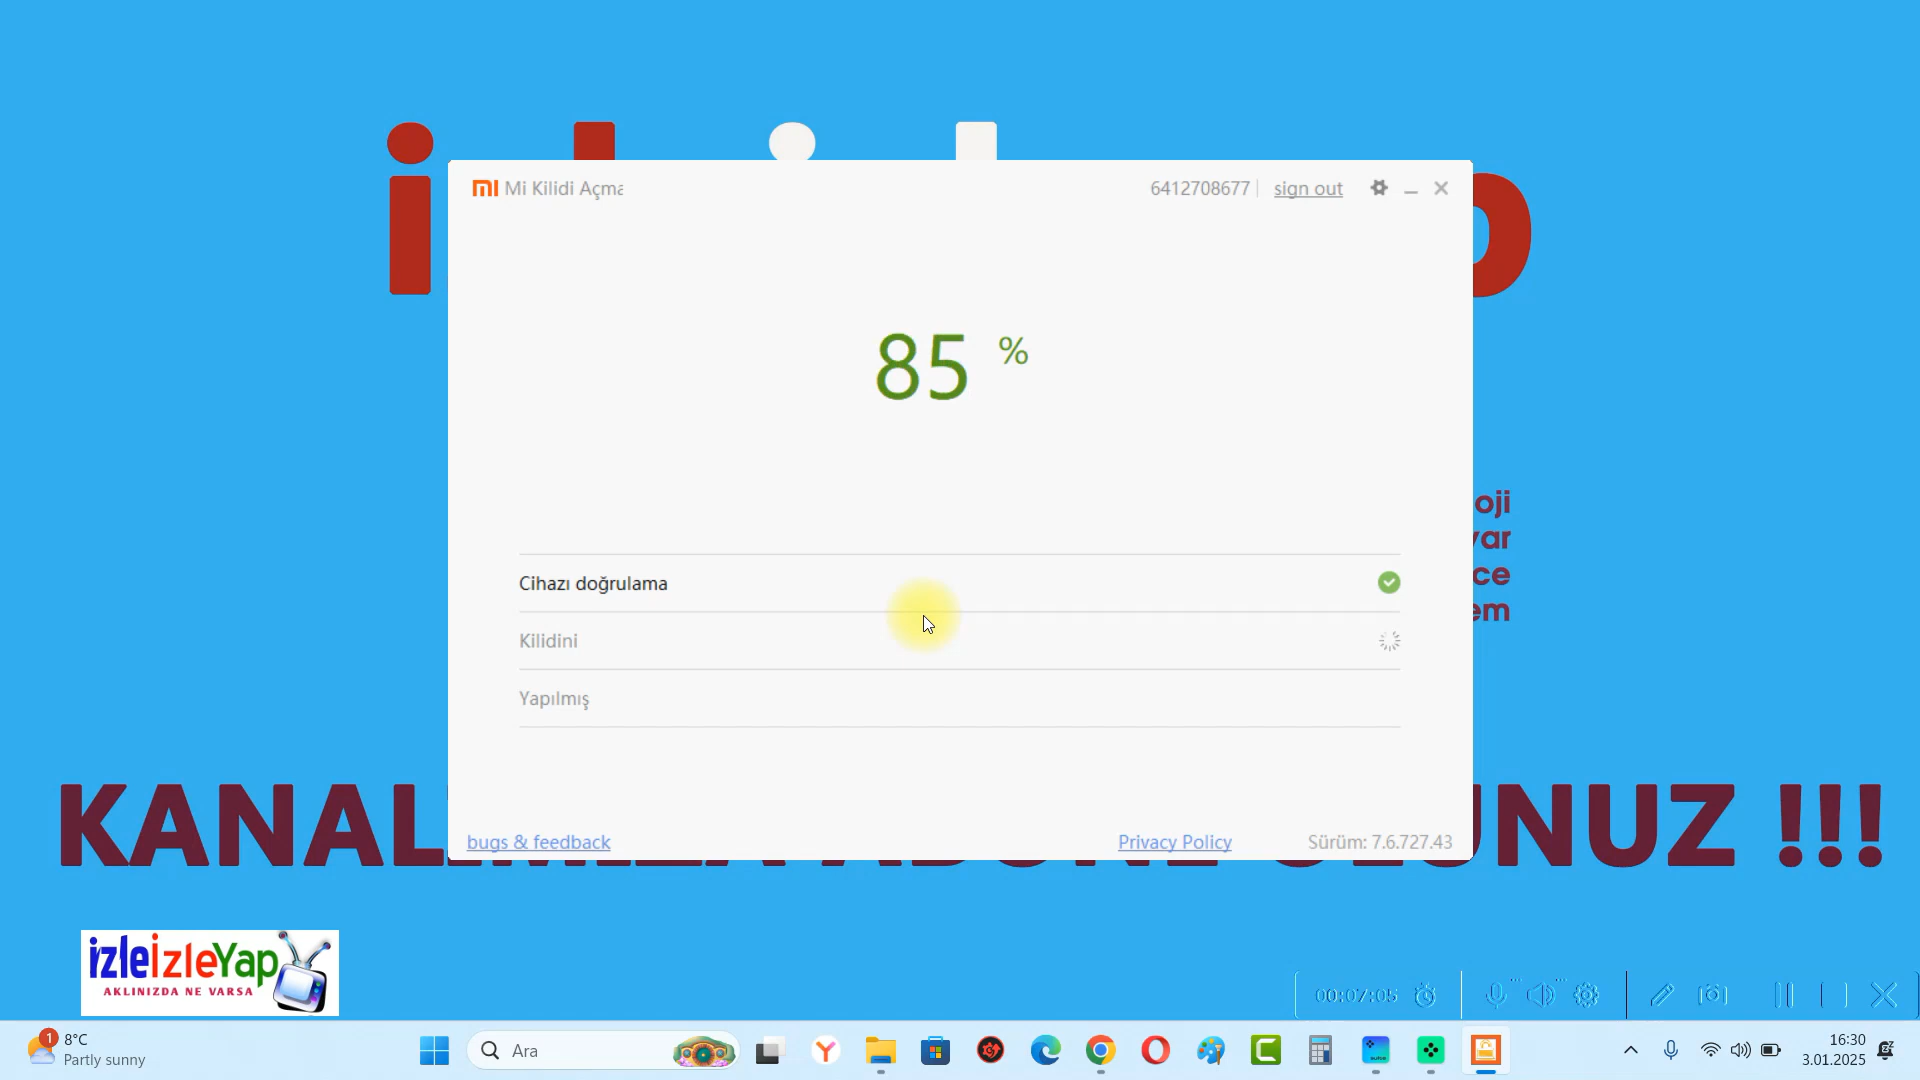 Mi Kilidi Açma
6412708677
sign out
85 %
oji
ce
Cihazı doğrulama
Kilidini
Yapılmış
KANAL
UNUZ !!!
bugs & feedback
Privacy Policy
Sürüm: 7.6.727.43
izleizleYap
AKLINIZDA NE VARSA
00:07:05
1
8°C
Partly sunny
Ara
16:30
3.01.2025